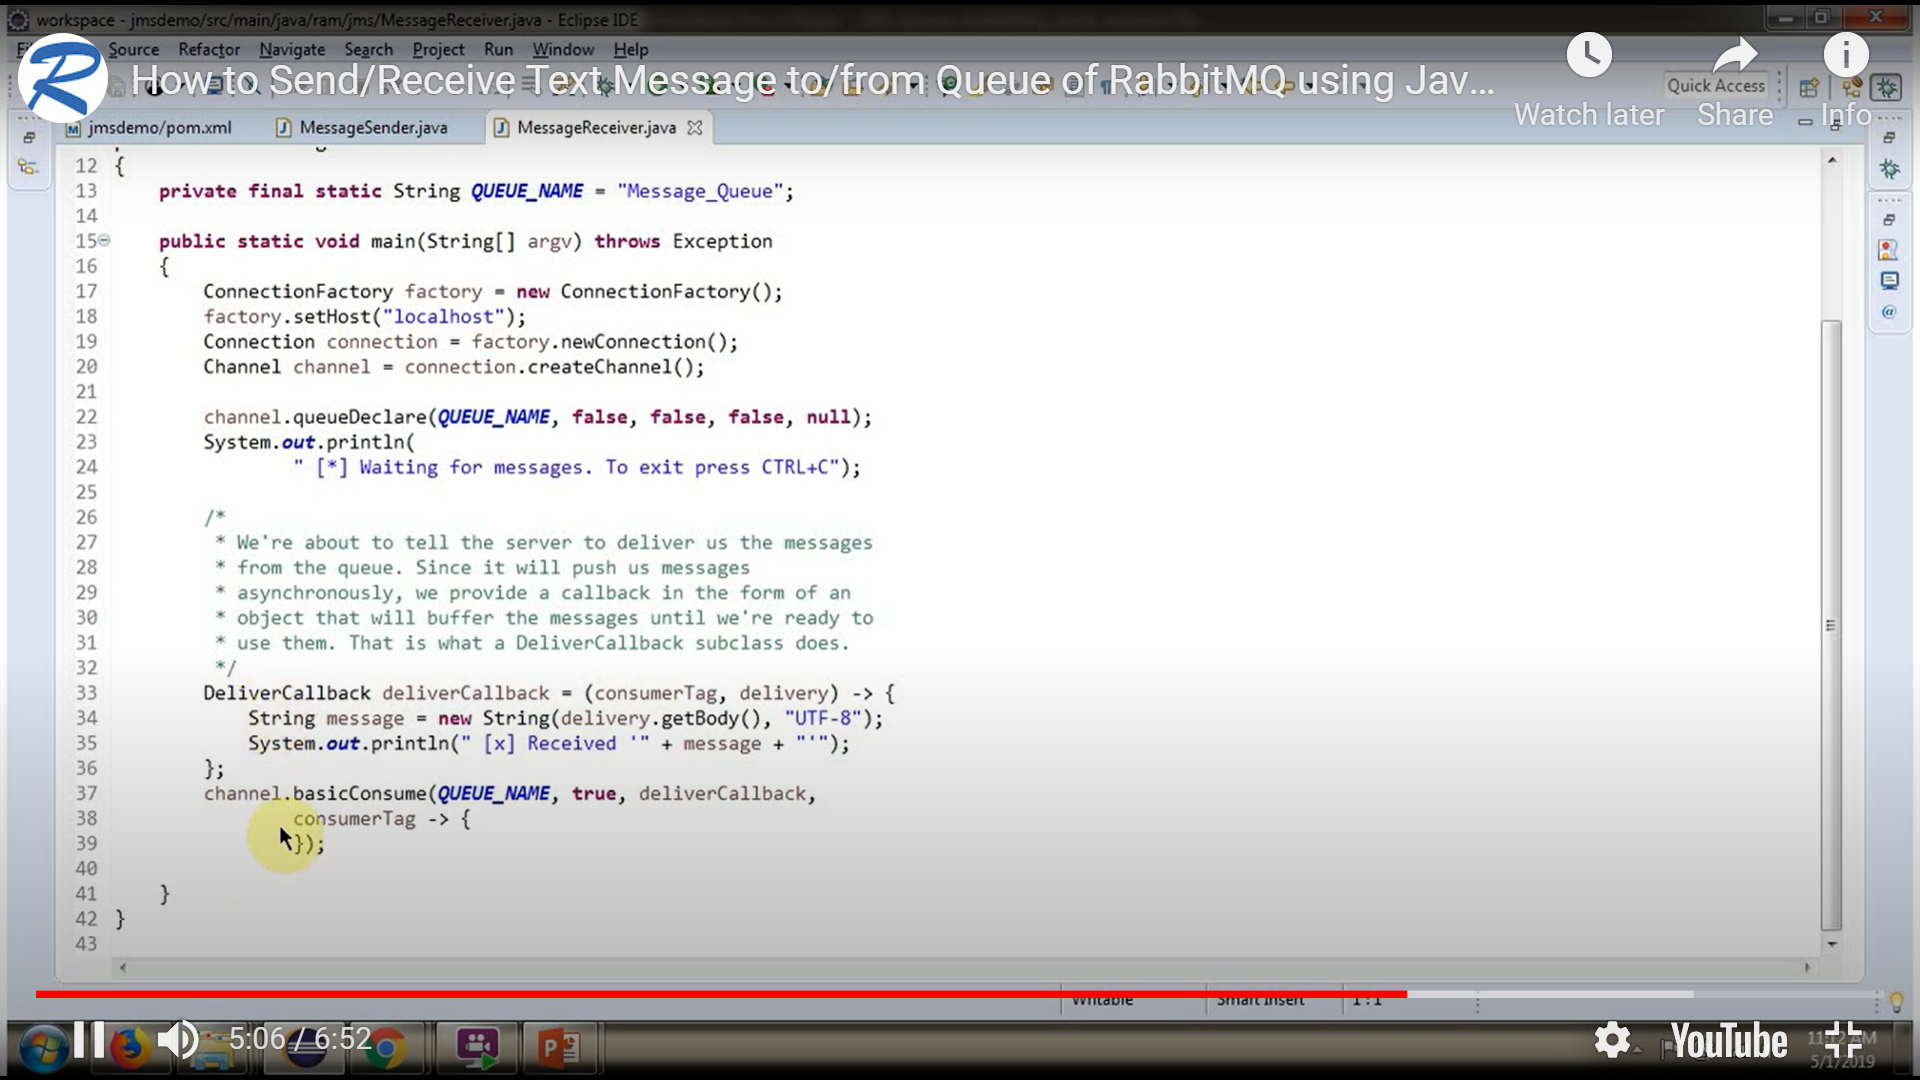 workspace - jmsdemo/src/main/java/ram/jms/MessageReceiver.java - Eclipse IDE
Source Refactor Navigate Search Project Run Window Help
R How to Send/Receive Text Message to/from Queue of RabbitMQ using Jav...
Quick Access
Watch later Share Info
jmsdemo/pom.xml MessageSender.java MessageReceiver.java
12 {
13 private final static String QUEUE_NAME = "Message_Queue";
14
15 public static void main(String[] argv) throws Exception
16 {
17 ConnectionFactory factory = new ConnectionFactory();
18 factory.setHost("localhost");
19 Connection connection = factory.newConnection();
20 Channel channel = connection.createChannel();
21
22 channel.queueDeclare(QUEUE_NAME, false, false, false, null);
23 System.out.println(
24 " [*] Waiting for messages. To exit press CTRL+C");
25
26 /*
27 * We're about to tell the server to deliver us the messages
28 * from the queue. Since it will push us messages
29 * asynchronously, we provide a callback in the form of an
30 * object that will buffer the messages until we're ready to
31 * use them. That is what a DeliverCallback subclass does.
32 */
33 DeliverCallback deliverCallback = (consumerTag, delivery) -> {
34 String message = new String(delivery.getBody(), "UTF-8");
35 System.out.println(" [x] Received '" + message + "'");
36 };
37 channel.basicConsume(QUEUE_NAME, true, deliverCallback,
38 consumerTag -> {
39 });
40
41 }
42 }
43
Writable Smart Insert 1 : 1
5:06 / 6:52
YouTube
11:12 AM
5/1/2019